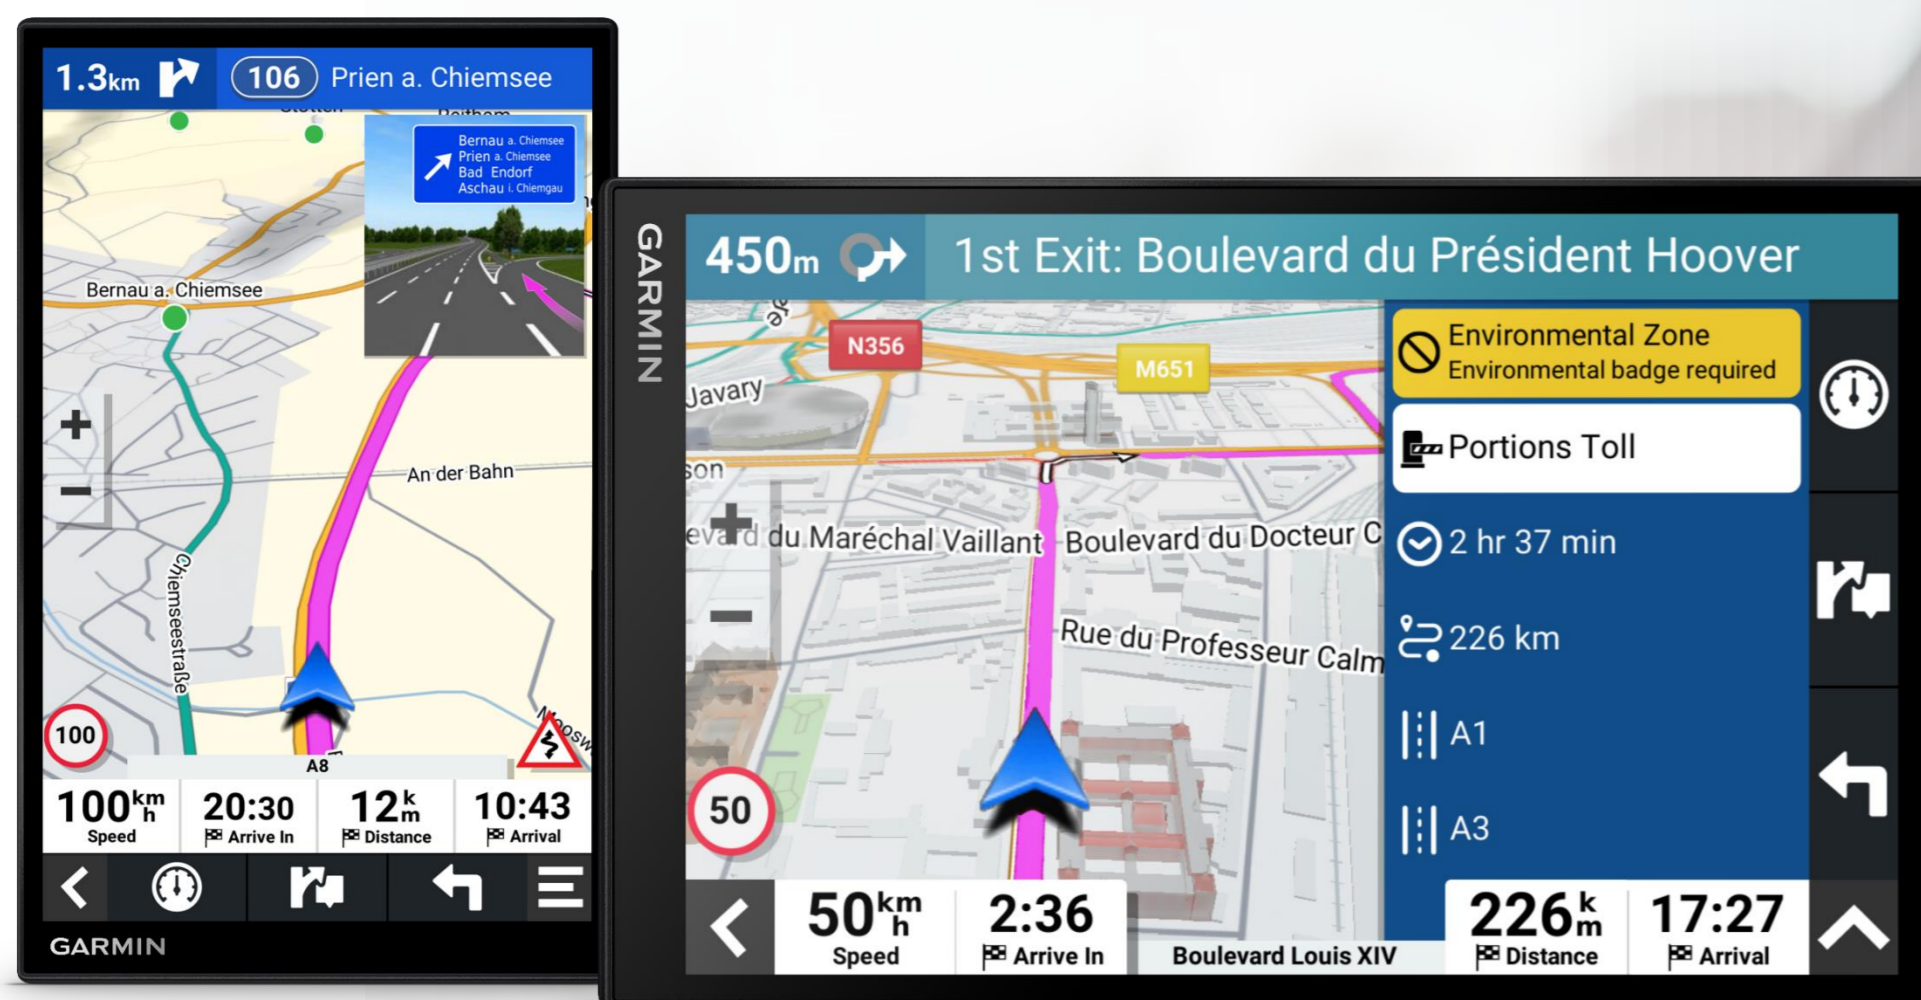 1.3km
106 Prien a. Chiemsee
Bernau a. Chiemsee
Prien a. Chiemsee
Bad Endorf
Aschau i. Chiemgau
Bernau a. Chiemsee
An der Bahn
Chiemseestraße
100
A8
100 km h
Speed
20:30
Arrive In
12 k m
Distance
10:43
Arrival
GARMIN
GARMIN
450m
1st Exit: Boulevard du Président Hoover
N356
M651
Javary
son
evard du Maréchal Vaillant
Boulevard du Docteur C
Rue du Professeur Calm
50
Environmental Zone
Environmental badge required
Portions Toll
2 hr 37 min
226 km
A1
A3
50 km h
Speed
2:36
Arrive In
Boulevard Louis XIV
226 k m
Distance
17:27
Arrival